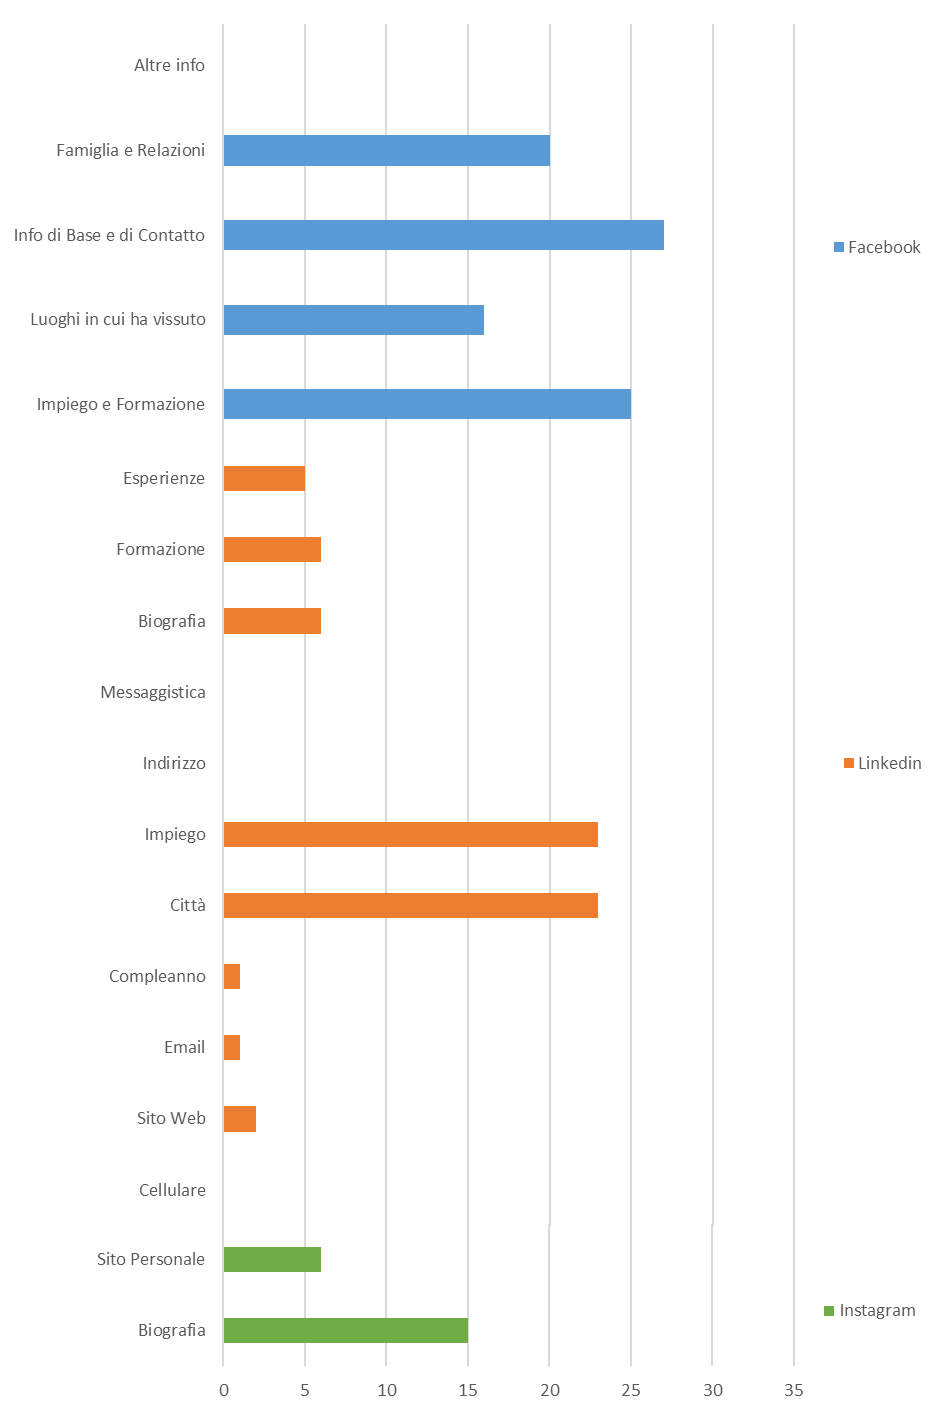 Altre info
Famiglia e Relazioni
Info di Base e di Contatto
Facebook
Luoghi in cui ha vissuto
Impiego e Formazione
Esperienze
Formazione
Biografia
Messaggistica
Indirizzo
Linkedin
Impiego
Città
Compleanno
Email
Sito Web
Cellulare
Sito Personale
Instagram
Biografia
0 5 10 15 20 25 30 35